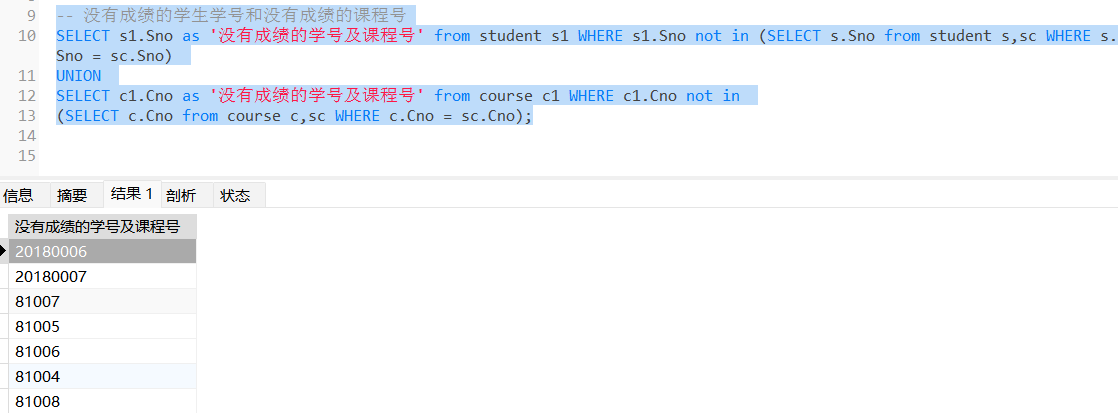 9 -- 没有成绩的学生学号和没有成绩的课程号
10 SELECT s1.Sno as '没有成绩的学号及课程号' from student s1 WHERE s1.Sno not in (SELECT s.Sno from student s,sc WHERE s.
Sno = sc.Sno)
11 UNION
12 SELECT c1.Cno as '没有成绩的学号及课程号' from course c1 WHERE c1.Cno not in
13 (SELECT c.Cno from course c,sc WHERE c.Cno = sc.Cno);
14
15
信息 摘要 结果 1 剖析 状态
没有成绩的学号及课程号
20180006
20180007
81007
81005
81006
81004
81008